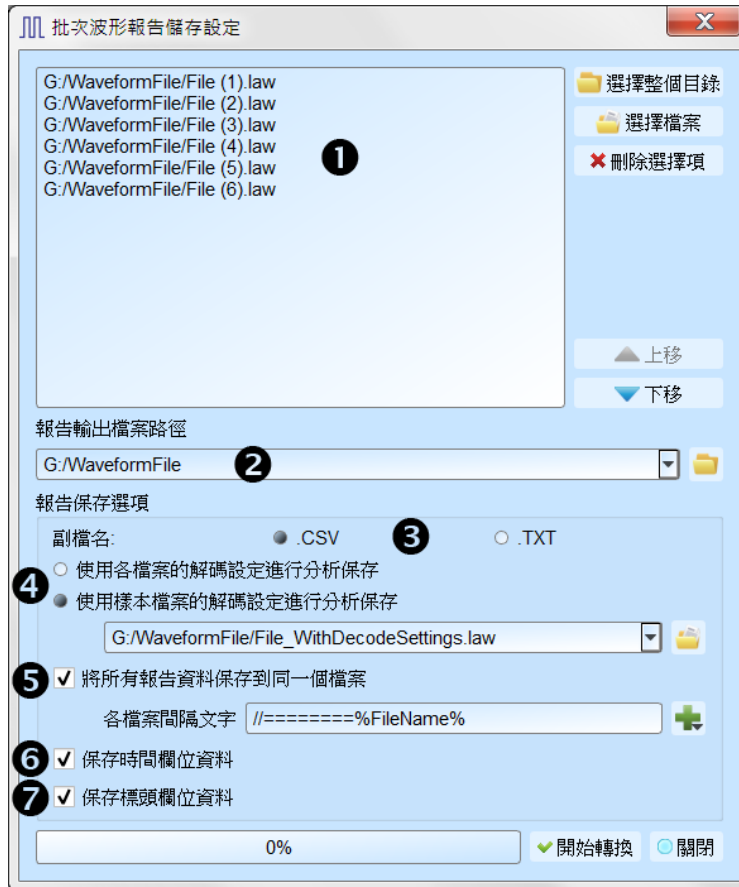 批次波形報告儲存設定
G:/WaveformFile/File (1).law
G:/WaveformFile/File (2).law
G:/WaveformFile/File (3).law
G:/WaveformFile/File (4).law
G:/WaveformFile/File (5).law
G:/WaveformFile/File (6).law
❶
選擇整個目錄
選擇檔案
刪除選擇項
上移
下移
報告輸出檔案路徑
G:/WaveformFile ❷
報告保存選項
副檔名: .CSV ❸ .TXT
❹ 使用各檔案的解碼設定進行分析保存
使用樣本檔案的解碼設定進行分析保存
G:/WaveformFile/File_WithDecodeSettings.law
❺ 將所有報告資料保存到同一個檔案
各檔案間隔文字 //========%FileName%
❻ 保存時間欄位資料
❼ 保存標頭欄位資料
0% 開始轉換 關閉